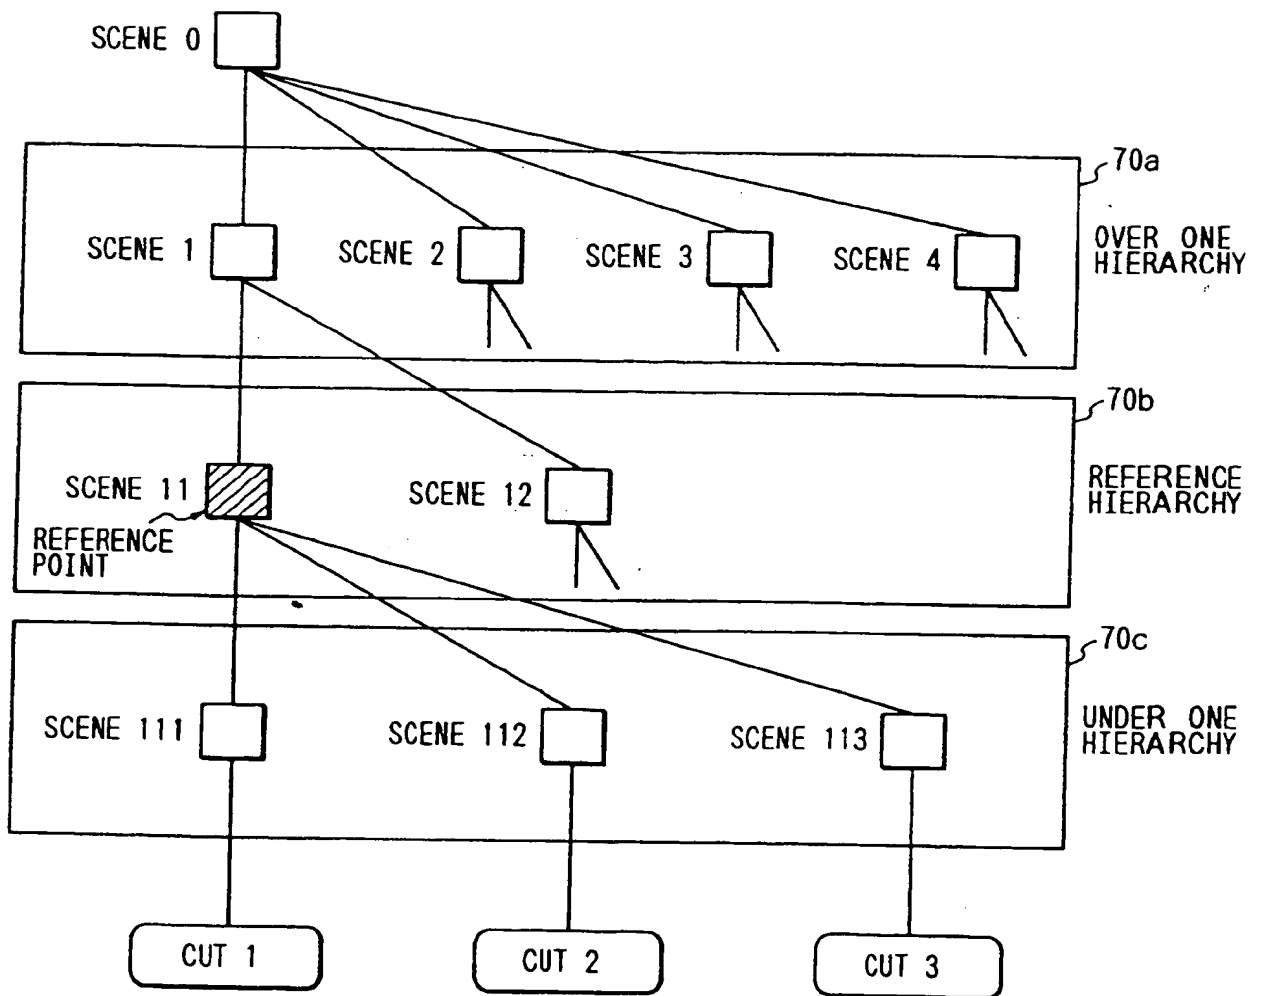 SCENE 0
70a
SCENE 1
SCENE 2
SCENE 3
SCENE 4
OVER ONE
HIERARCHY
70b
SCENE 11
SCENE 12
REFERENCE
HIERARCHY
REFERENCE
POINT
70c
SCENE 111
SCENE 112
SCENE 113
UNDER ONE
HIERARCHY
CUT 1
CUT 2
CUT 3